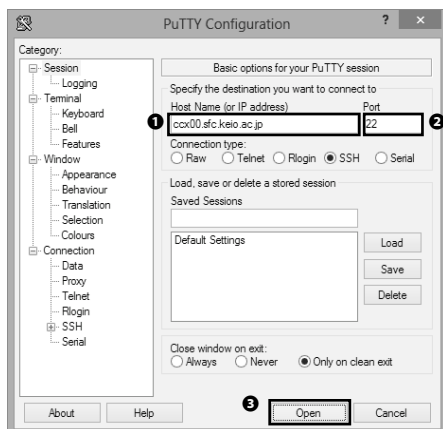 PuTTY Configuration ? ×
Category:
Session
Logging
Terminal
Keyboard
Bell
Features
Window
Appearance
Behaviour
Translation
Selection
Colours
Connection
Data
Proxy
Telnet
Rlogin
SSH
Serial
Basic options for your PuTTY session
Specify the destination you want to connect to
Host Name (or IP address) Port
❶ ccx00.sfc.keio.ac.jp 22 ❷
Connection type:
Raw Telnet Rlogin SSH Serial
Load, save or delete a stored session
Saved Sessions
Default Settings
Load
Save
Delete
Close window on exit:
Always Never Only on clean exit
❸
About Help Open Cancel